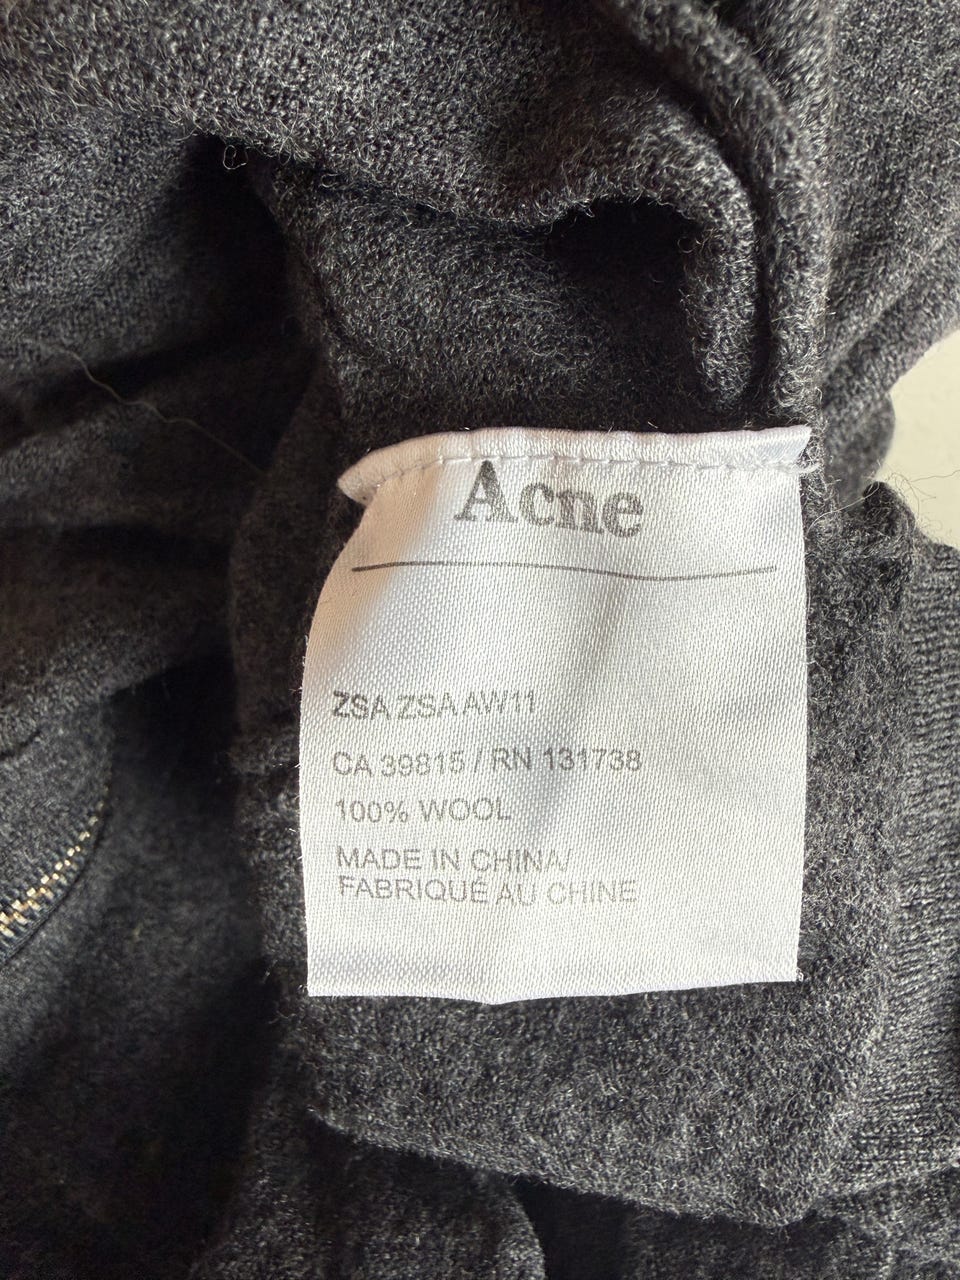 Acne
ZSA ZSA AW11
CA 39815 / RN 131738
100% WOOL
MADE IN CHINA/
FABRIQUÉ AU CHINE